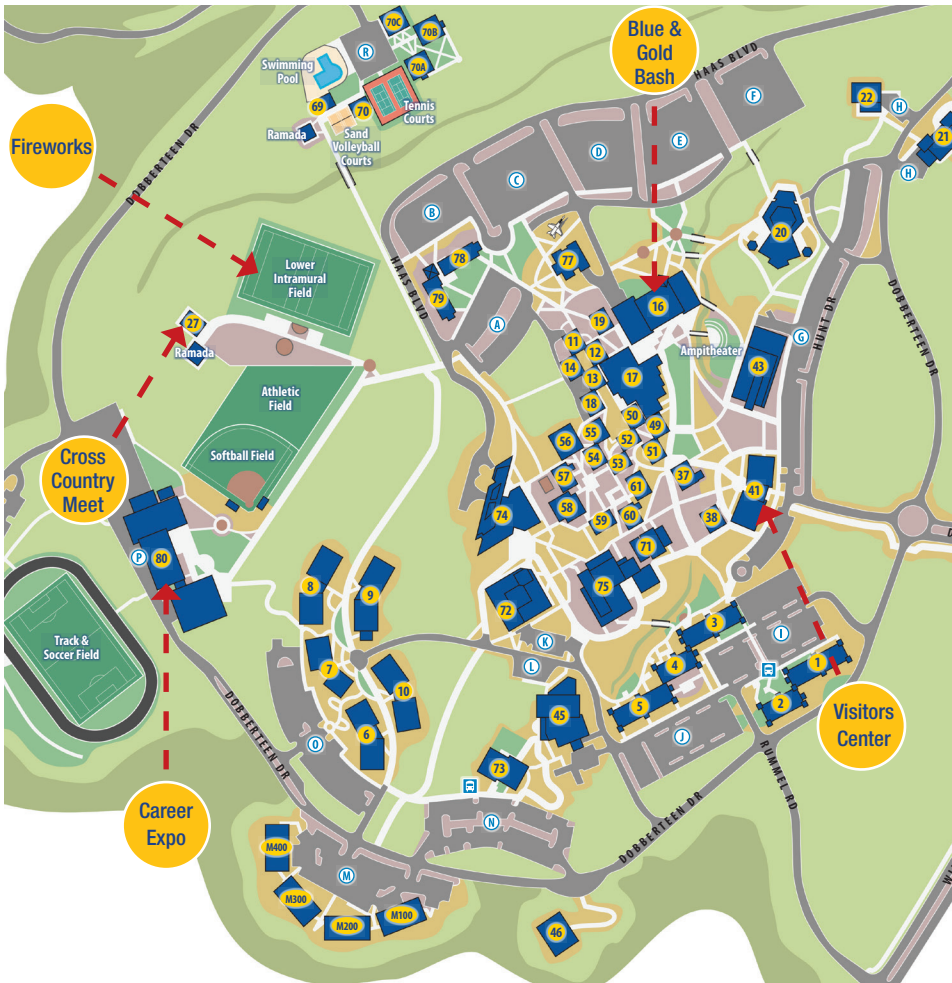 70C
70B
R
70A
Swimming
Pool
69
70
Tennis
Courts
Ramada
Sand
Volleyball
Courts
Blue &
Gold
Bash
HAAS BLVD
F
E
D
C
B
22
H
21
H
Fireworks
DOBBERTEEN DR
Lower
Intramural
Field
27
Ramada
HAAS BLVD
78
79
77
A
20
16
19
11
12
14
13
17
18
Ampitheater
43
G
HUNT DR
DOBBERTEEN DR
Athletic
Field
Softball Field
Cross
Country
Meet
50
49
56
55
52
51
54
53
57
61
37
58
59
60
38
41
74
71
75
72
80
P
8
9
7
10
6
O
Track &
Soccer Field
K
L
3
4
5
I
1
2
J
45
73
N
Visitors
Center
RUMMEL RD
DOBBERTEEN DR
DOBBERTEEN DR
Career
Expo
M400
M
M300
M200
M100
46
D
WI